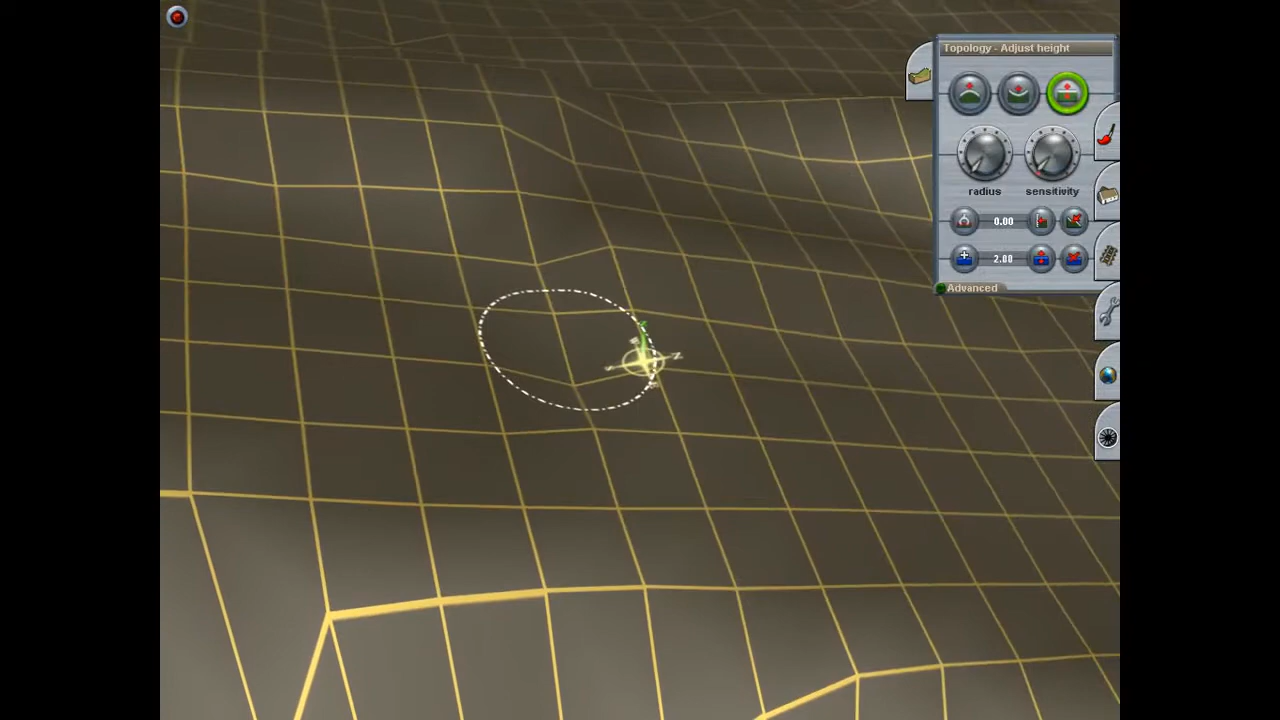 Topology - Adjust height
radius sensitivity
0.00
2.00
Advanced